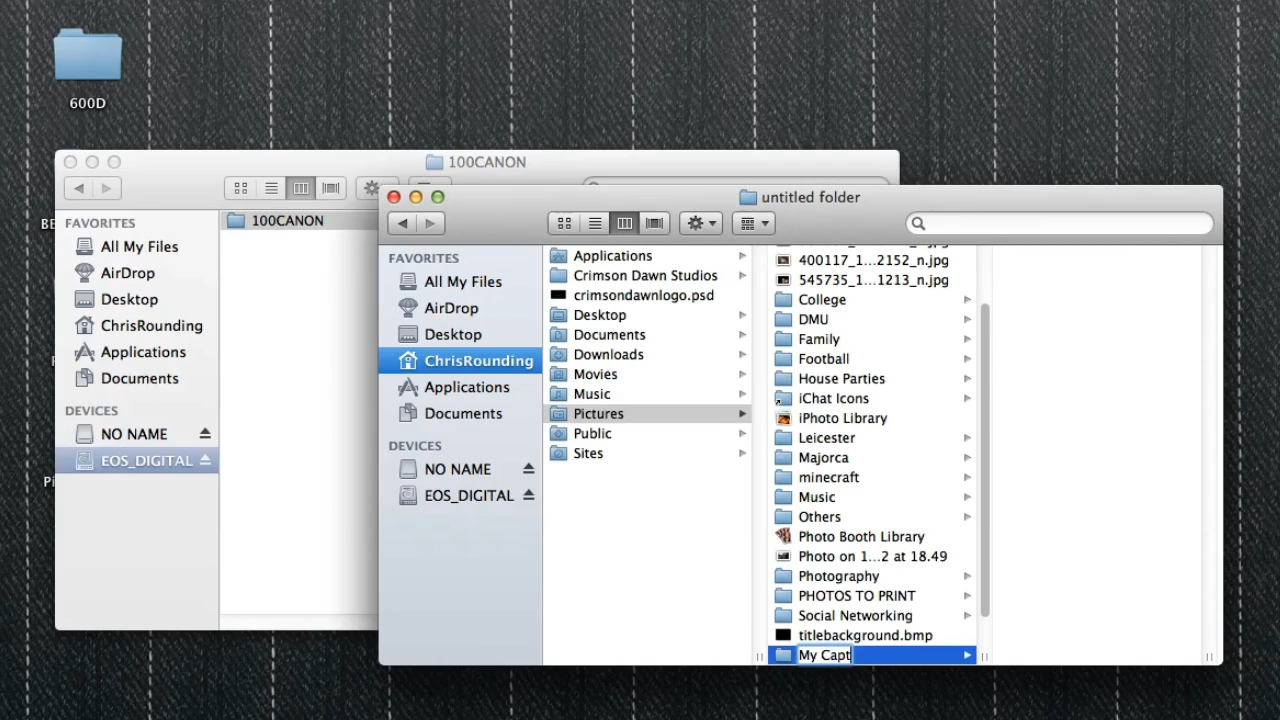 600D
100CANON
FAVORITES
All My Files
AirDrop
Desktop
ChrisRounding
Applications
Documents
DEVICES
NO NAME
EOS_DIGITAL
100CANON
untitled folder
FAVORITES
All My Files
AirDrop
Desktop
ChrisRounding
Applications
Documents
DEVICES
NO NAME
EOS_DIGITAL
Applications
Crimson Dawn Studios
crimsondawnlogo.psd
Desktop
Documents
Downloads
Movies
Music
Pictures
Public
Sites
400117_1...2152_n.jpg
545735_1...1213_n.jpg
College
DMU
Family
Football
House Parties
iChat Icons
iPhoto Library
Leicester
Majorca
minecraft
Music
Others
Photo Booth Library
Photo on 1...2 at 18.49
Photography
PHOTOS TO PRINT
Social Networking
titlebackground.bmp
My Capt